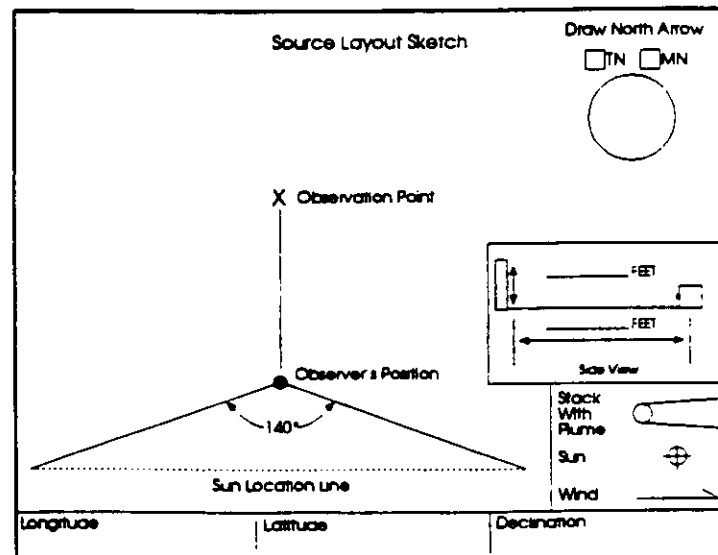 Source Layout Sketch
Draw North Arrow
TN MN
X Observation Point
FEET
FEET
Side View
Observer's Position
140°
Sun Location Line
Stack
With
Plume
Sun
Wind
Longitude Latitude Declination